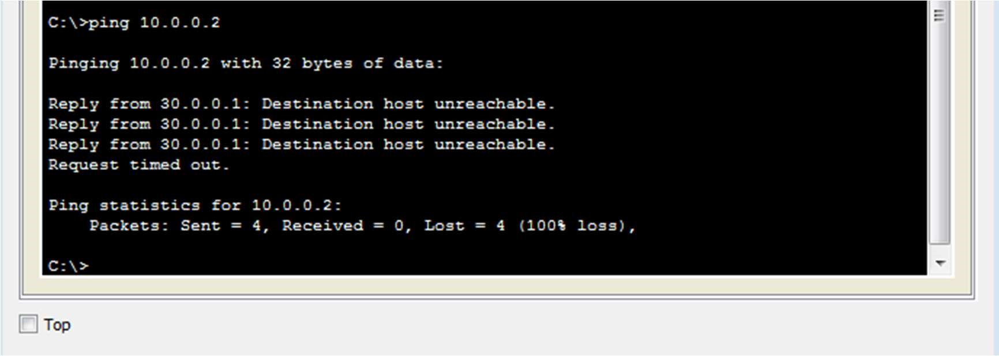 C:\>ping 10.0.0.2
Pinging 10.0.0.2 with 32 bytes of data:
Reply from 30.0.0.1: Destination host unreachable.
Reply from 30.0.0.1: Destination host unreachable.
Reply from 30.0.0.1: Destination host unreachable.
Request timed out.
Ping statistics for 10.0.0.2:
    Packets: Sent = 4, Received = 0, Lost = 4 (100% loss),
C:\>
Top